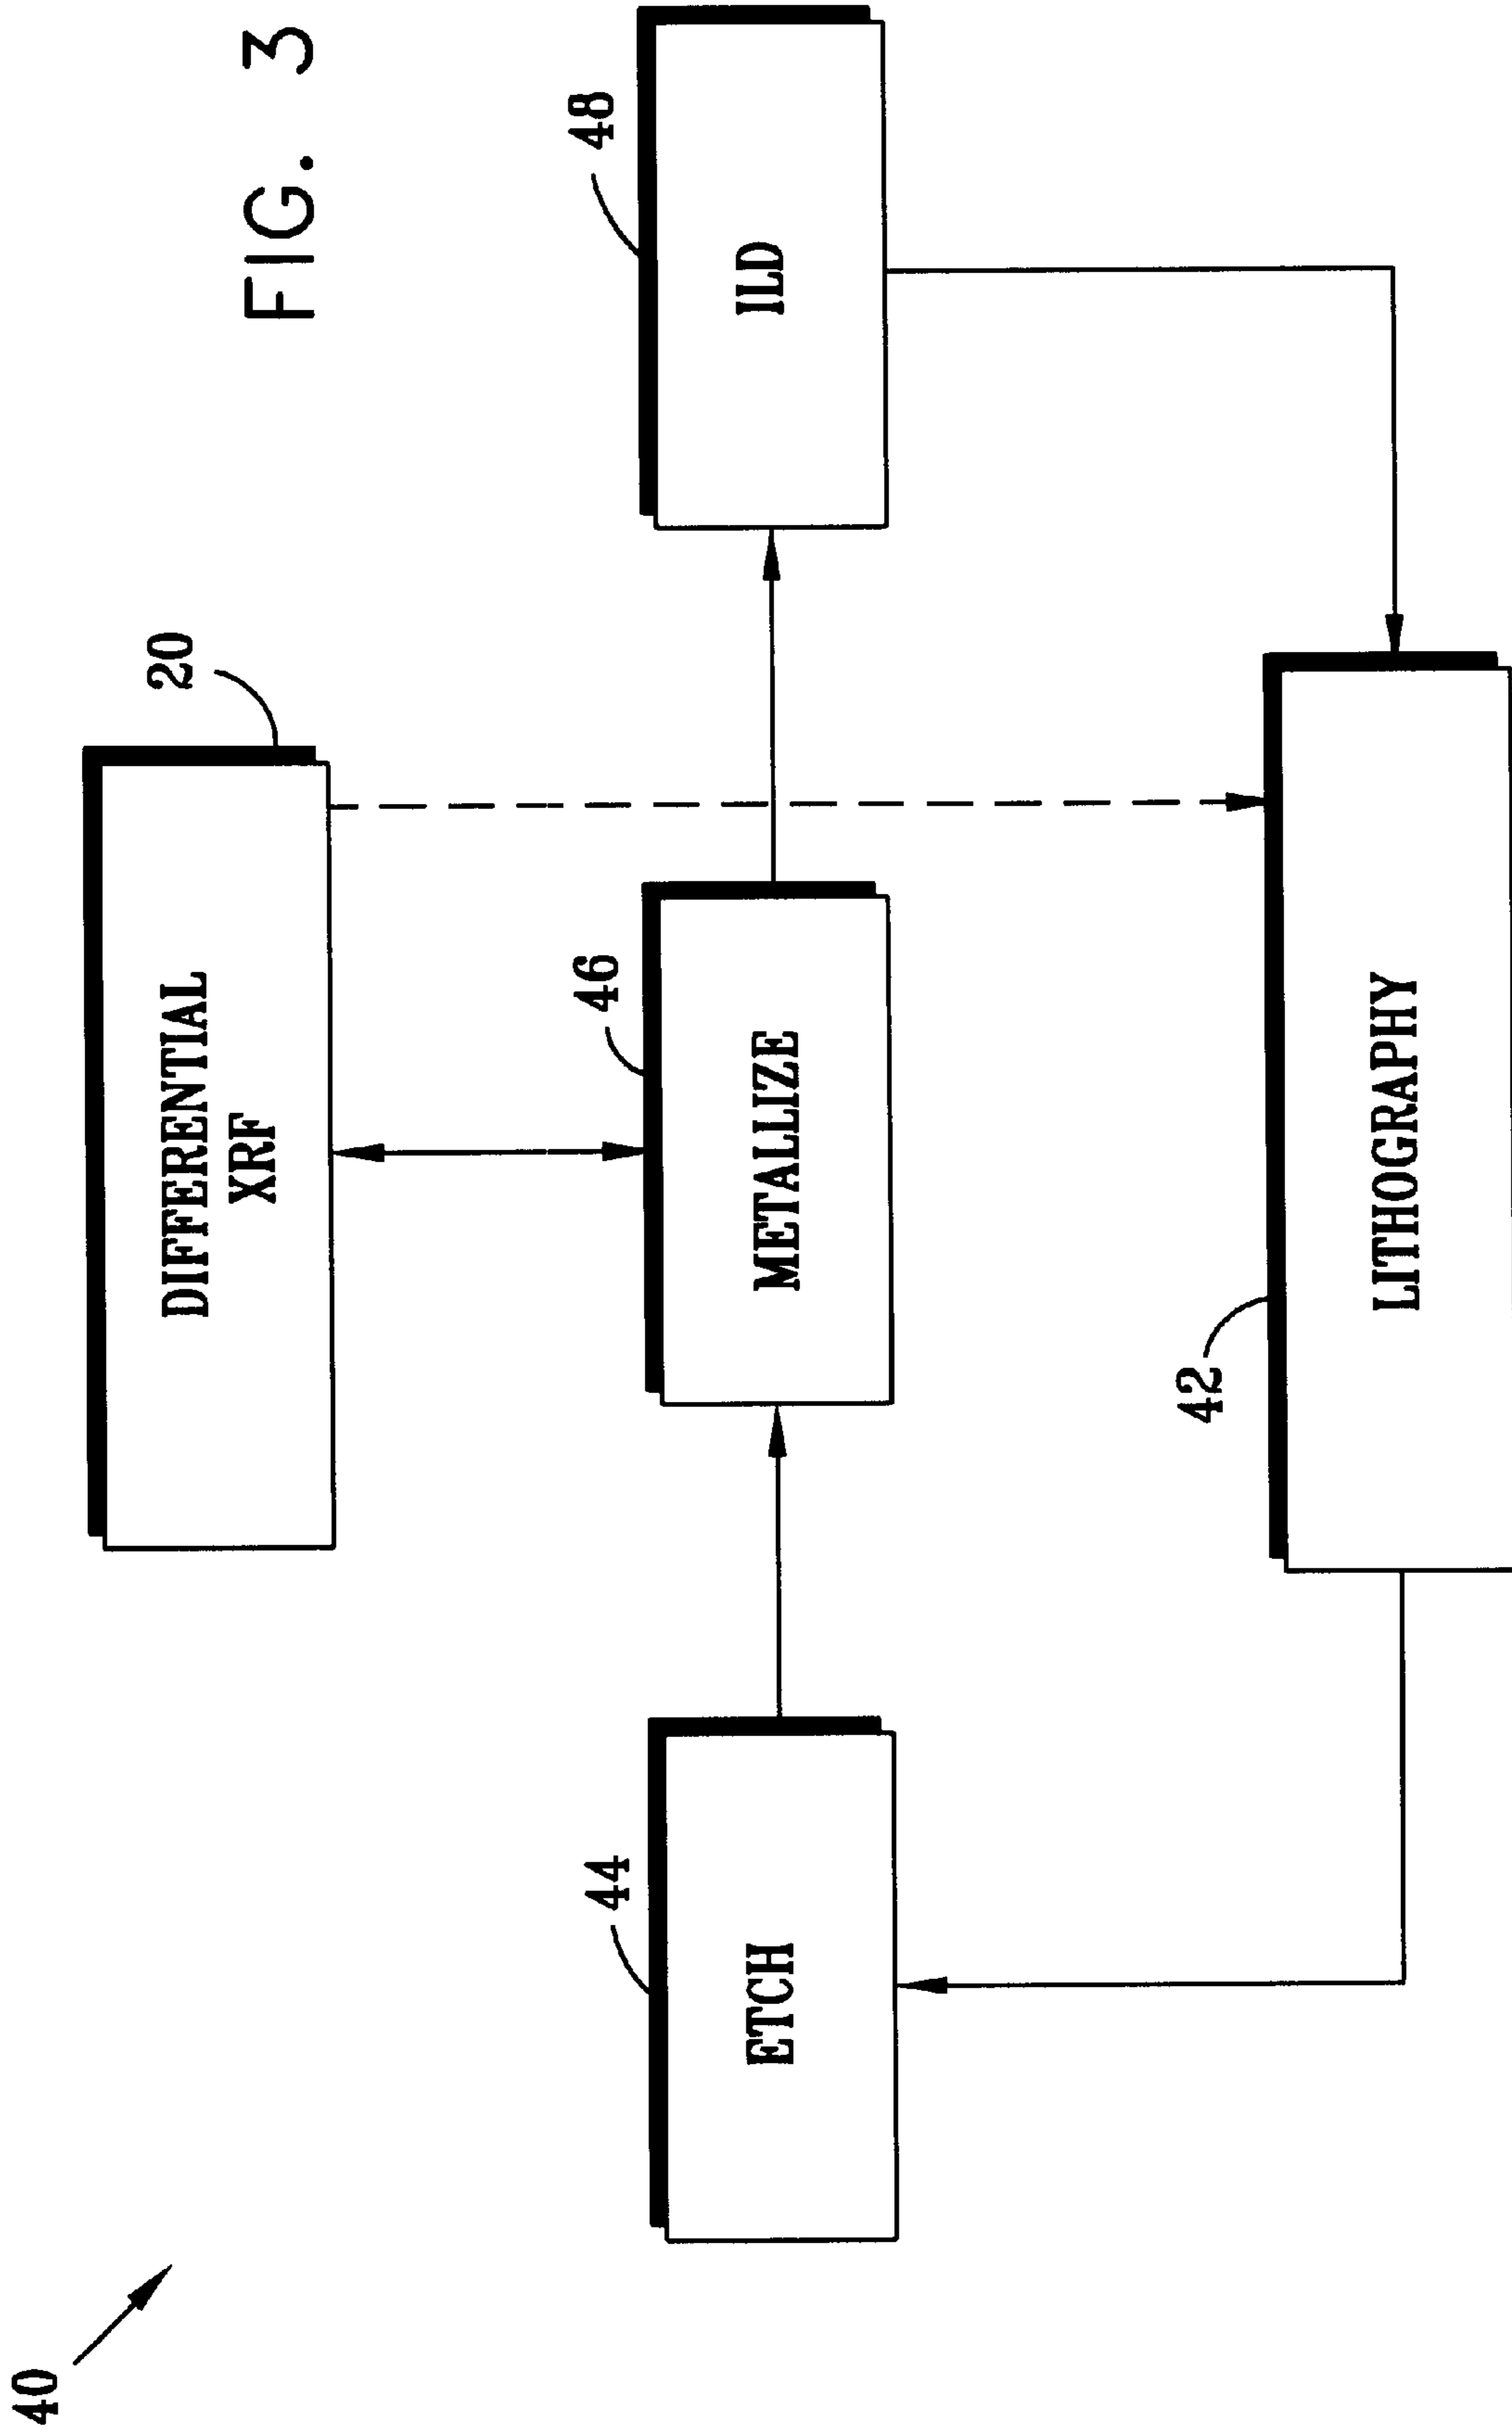 40
DIFFERENTIAL
XRF
20
FIG. 3
44
ETCH
46
METALLIZE
48
ILD
42
LITHOGRAPHY